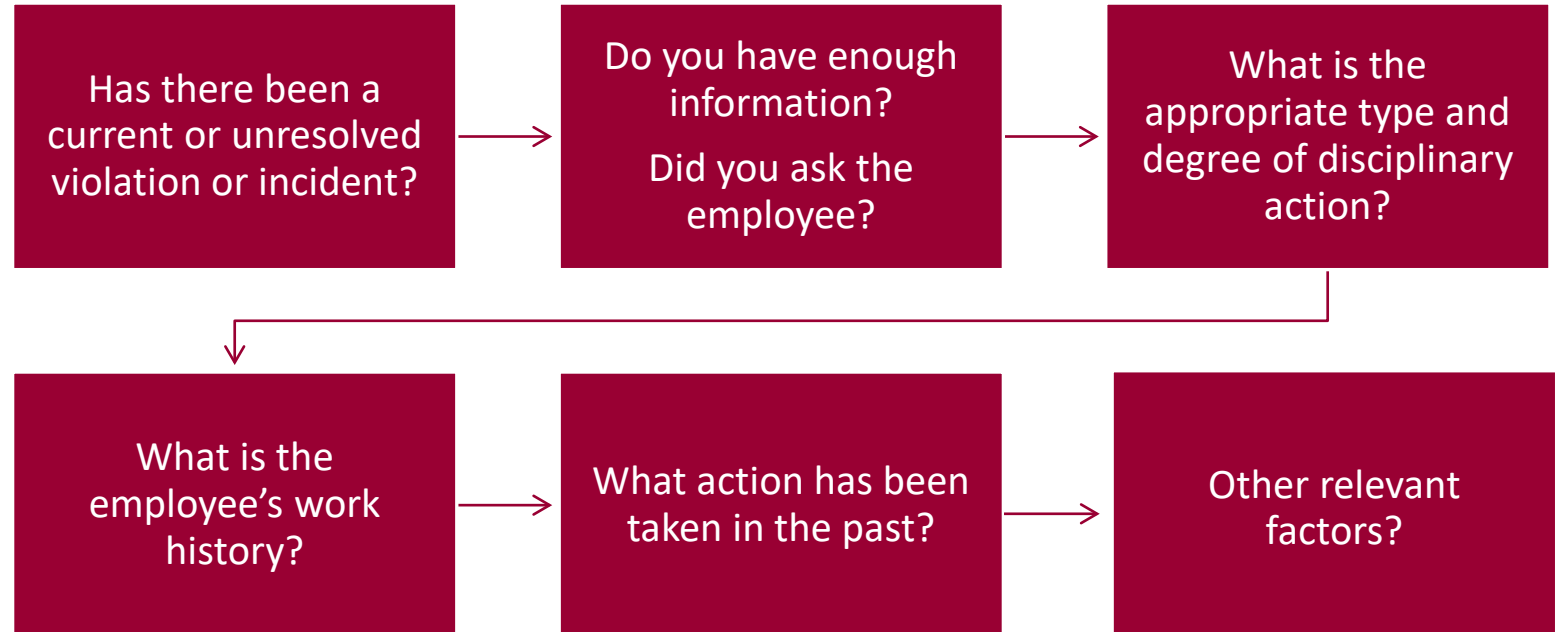 Has there been a
current or unresolved
violation or incident?
Do you have enough
information?
Did you ask the
employee?
What is the
appropriate type and
degree of disciplinary
action?
What is the
employee’s work
history?
What action has been
taken in the past?
Other relevant
factors?